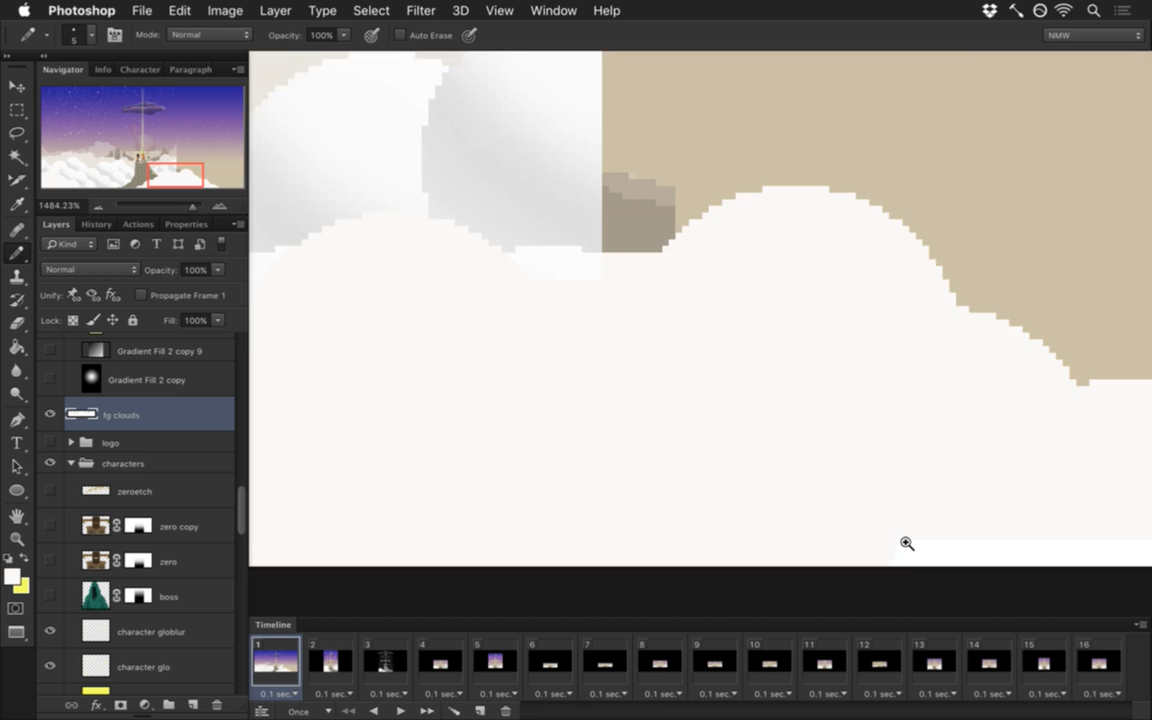 Photoshop File Edit Image Layer Type Select Filter 3D View Window Help
5 Mode: Normal Opacity: 100% Auto Erase NMW
Navigator Info Character Paragraph
1484.23%
Layers History Actions Properties
Kind
Normal Opacity: 100%
Unify: Propagate Frame 1
Lock: Fill: 100%
Gradient Fill 2 copy 9
Gradient Fill 2 copy
fg clouds
logo
characters
zeroetch
zero copy
zero
boss
character globlur
character glo
fx
Timeline
1 2 3 4 5 6 7 8 9 10 11 12 13 14 15 16
0.1 sec. 0.1 sec. 0.1 sec. 0.1 sec. 0.1 sec. 0.1 sec. 0.1 sec. 0.1 sec. 0.1 sec. 0.1 sec. 0.1 sec. 0.1 sec. 0.1 sec. 0.1 sec. 0.1 sec. 0.1 sec.
Once